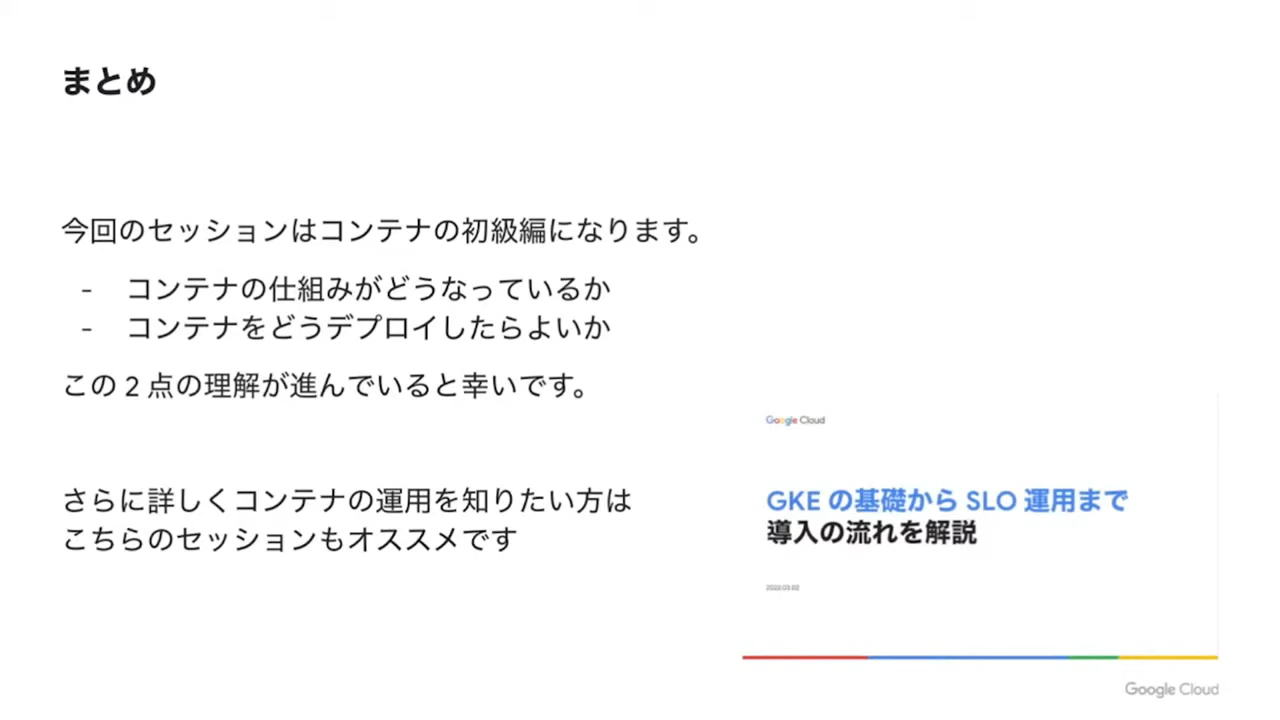 まとめ
今回のセッションはコンテナの初級編になります。
- コンテナの仕組みがどうなっているか
- コンテナをどうデプロイしたらよいか
この 2 点の理解が進んでいると幸いです。
さらに詳しくコンテナの運用を知りたい方は
こちらのセッションもオススメです
Google Cloud
GKE の基礎から SLO 運用まで
導入の流れを解説
Google Cloud